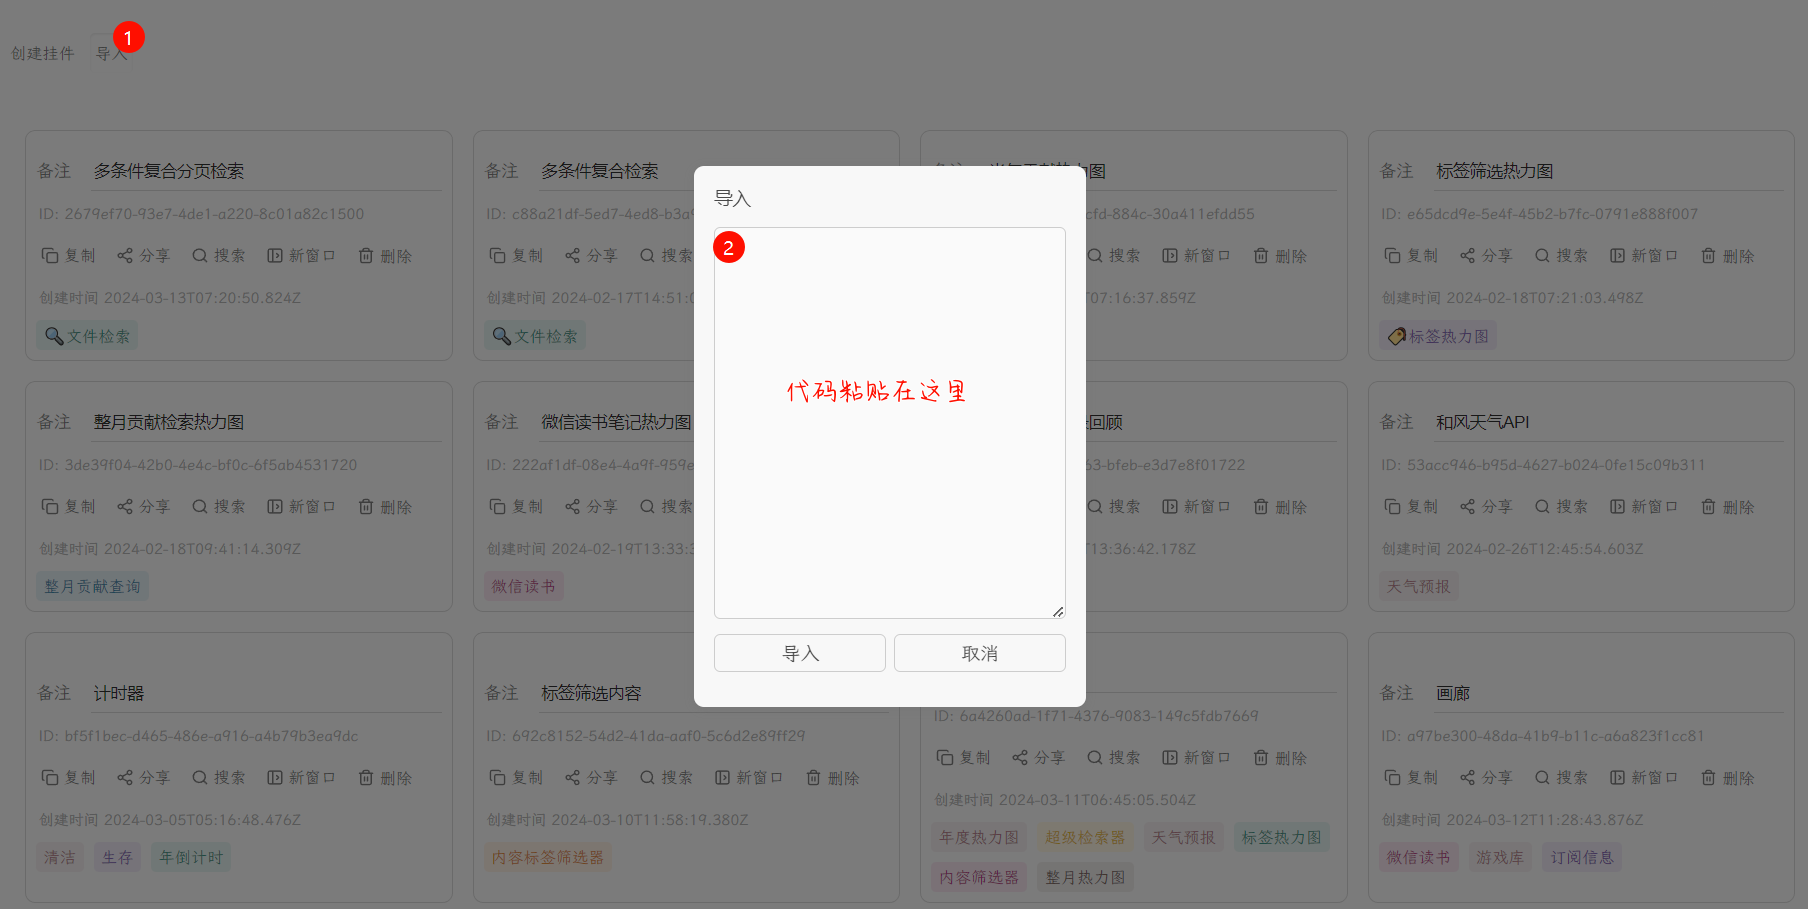 1
创建挂件 导入
备注 多条件复合分页检索
ID: 2679ef70-93e7-4de1-a220-8c01a82c1500
复制 分享 搜索 新窗口 删除
创建时间 2024-03-13T07:20:50.824Z
文件检索
备注 多条件复合检索
ID: c88a21df-5ed7-4ed8-b3a
复制 分享 搜索
创建时间 2024-02-17T14:51:
文件检索
力图
cfd-884c-30a411efdd55
搜索 新窗口 删除
07:16:37.859Z
备注 标签筛选热力图
ID: e65dcd9e-5e4f-45b2-b7fc-0791e888f007
复制 分享 搜索 新窗口 删除
创建时间 2024-02-18T07:21:03.498Z
标签热力图
导入
2
代码粘贴在这里
导入 取消
备注 整月贡献检索热力图
ID: 3de39f04-42b0-4e4c-bf0c-6f5ab4531720
复制 分享 搜索 新窗口 删除
创建时间 2024-02-18T09:41:14.309Z
整月贡献查询
备注 微信读书笔记热力图
ID: 222af1df-08e4-4a9f-959e
复制 分享 搜索
创建时间 2024-02-19T13:33:
微信读书
回顾
63-bfeb-e3d7e8f01722
搜索 新窗口 删除
13:36:42.178Z
备注 和风天气API
ID: 53acc946-b95d-4627-b024-0fe15c09b311
复制 分享 搜索 新窗口 删除
创建时间 2024-02-26T12:45:54.603Z
天气预报
备注 计时器
ID: bf5f1bec-d465-486e-a916-a4b79b3ea9dc
复制 分享 搜索 新窗口 删除
创建时间 2024-03-05T05:16:48.476Z
清洁 生存 年倒计时
备注 标签筛选内容
ID: 692c8152-54d2-41da-aaf0-5c6d2e89ff29
复制 分享 搜索 新窗口 删除
创建时间 2024-03-10T11:58:19.380Z
内容标签筛选器
ID: 6a4260ad-1f71-4376-9083-149c5fdb7669
复制 分享 搜索 新窗口 删除
创建时间 2024-03-11T06:45:05.504Z
年度热力图 超级检索器 天气预报 标签热力图
内容筛选器 整月热力图
备注 画廊
ID: a97be300-48da-41b9-b11c-a6a823f1cc81
复制 分享 搜索 新窗口 删除
创建时间 2024-03-12T11:28:43.876Z
微信读书 游戏库 订阅信息